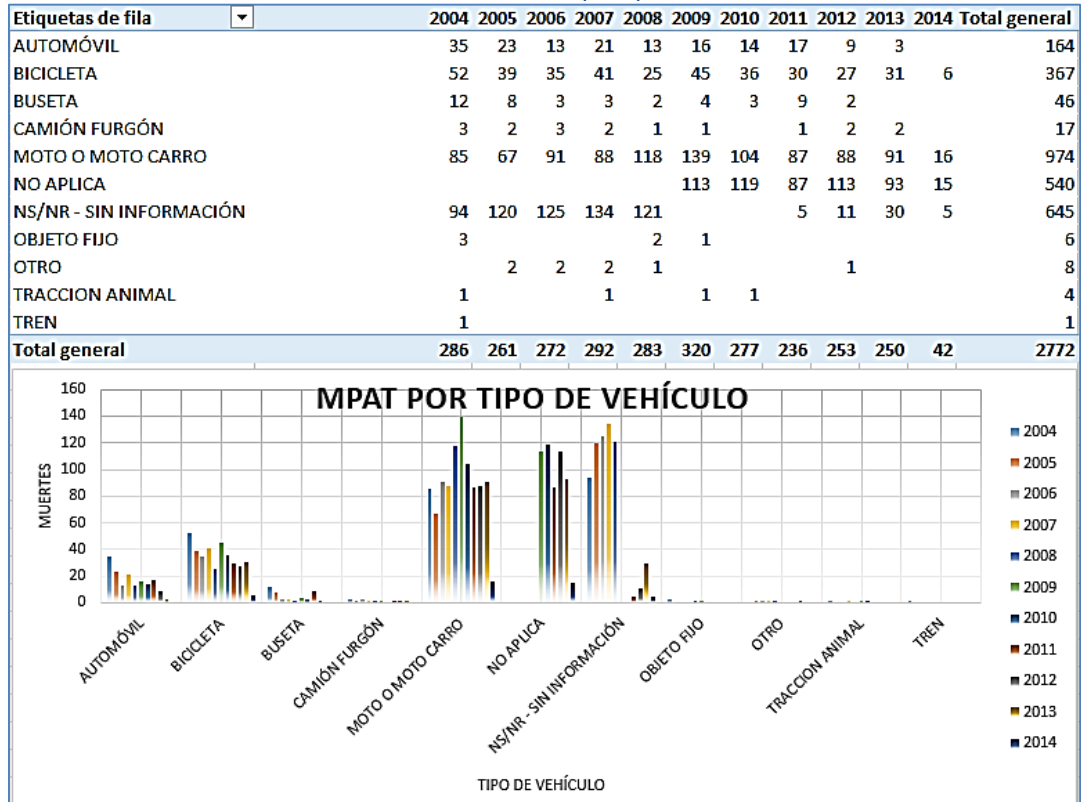 Etiquetas de fila 2004 2005 2006 2007 2008 2009 2010 2011 2012 2013 2014 Total general
AUTOMÓVIL 35 23 13 21 13 16 14 17 9 3 164
BICICLETA 52 39 35 41 25 45 36 30 27 31 6 367
BUSETA 12 8 3 3 2 4 3 9 2 46
CAMIÓN FURGÓN 3 2 3 2 1 1 1 2 2 17
MOTO O MOTO CARRO 85 67 91 88 118 139 104 87 88 91 16 974
NO APLICA 113 119 87 113 93 15 540
NS/NR - SIN INFORMACIÓN 94 120 125 134 121 5 11 30 5 645
OBJETO FIJO 3 2 1 6
OTRO 2 2 2 1 1 8
TRACCION ANIMAL 1 1 1 1 4
TREN 1 1
Total general 286 261 272 292 283 320 277 236 253 250 42 2772
MPAT POR TIPO DE VEHÍCULO
MUERTES
160
140
120
100
80
60
40
20
0
AUTOMÓVIL
BICICLETA
BUSETA
CAMIÓN FURGÓN
MOTO O MOTO CARRO
NO APLICA
NS/NR - SIN INFORMACIÓN
OBJETO FIJO
OTRO
TRACCION ANIMAL
TREN
TIPO DE VEHÍCULO
2004
2005
2006
2007
2008
2009
2010
2011
2012
2013
2014